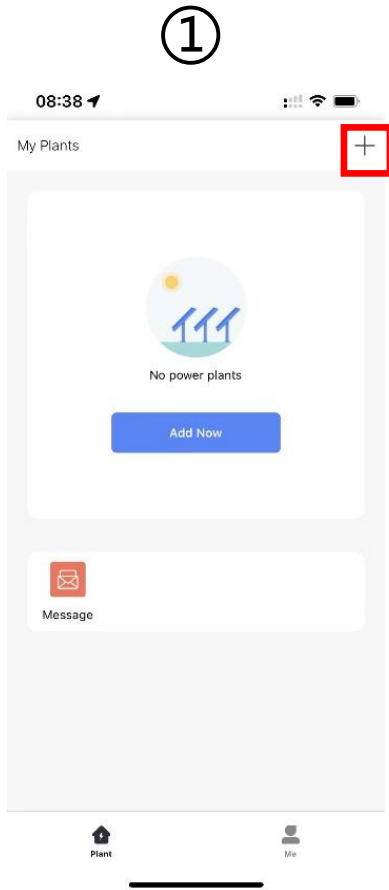 ①
08:38
My Plants
No power plants
Add Now
Message
Plant
Me